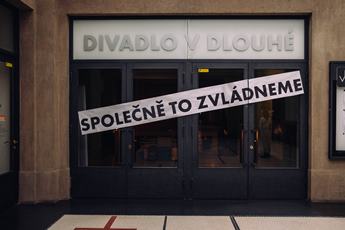 DIVADLO V DLOUHÉ
SPOLEČNĚ TO ZVLÁDNEME